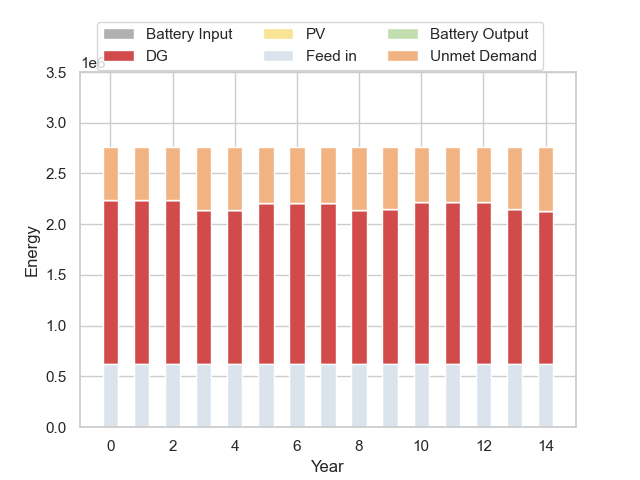 Battery Input PV Battery Output
DG Feed in Unmet Demand
1e6
3.5
3.0
2.5
2.0
1.5
1.0
0.5
0.0
Energy
0 2 4 6 8 10 12 14
Year